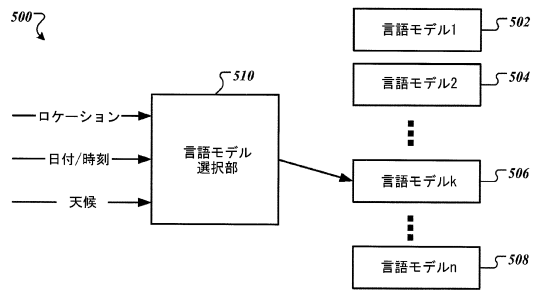 500
502
言語モデル1
510
504
言語モデル2
ロケーション
日付/時刻
天候
言語モデル
選択部
506
言語モデルk
508
言語モデルn